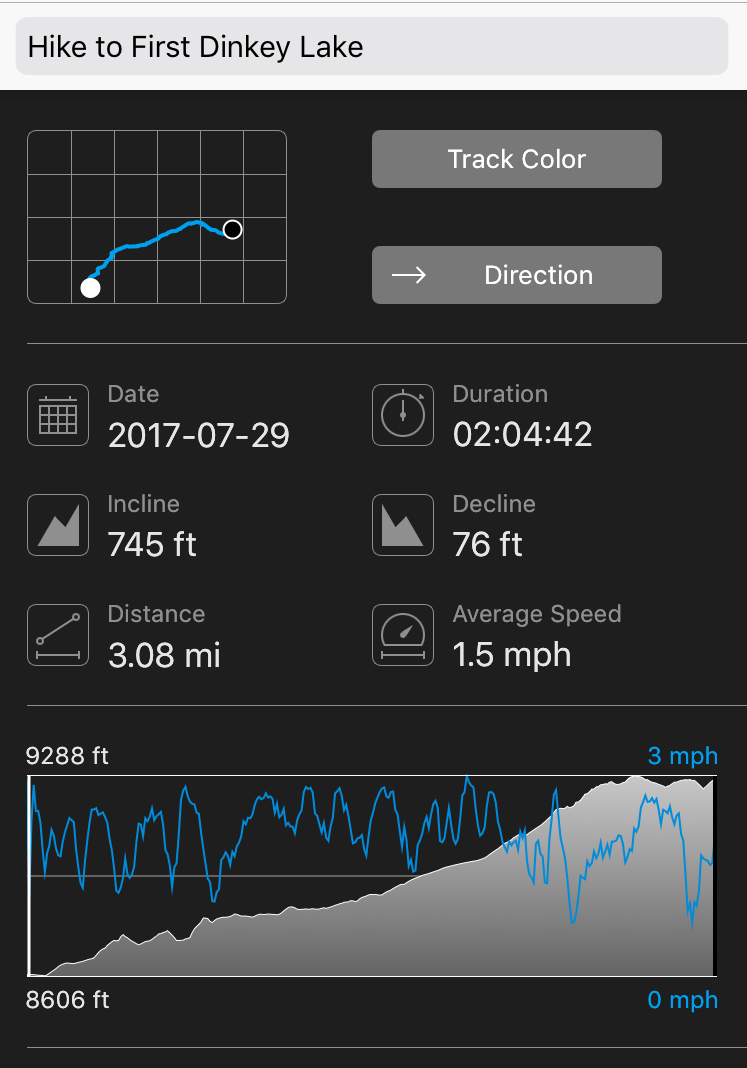 Hike to First Dinkey Lake
Track Color
Direction
Date
2017-07-29
Duration
02:04:42
Incline
745 ft
Decline
76 ft
Distance
3.08 mi
Average Speed
1.5 mph
9288 ft
3 mph
8606 ft
0 mph